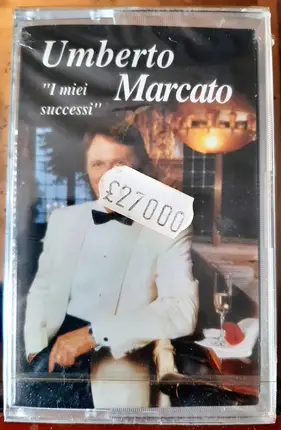 Umberto
"I miei Marcato
successi"
£27000